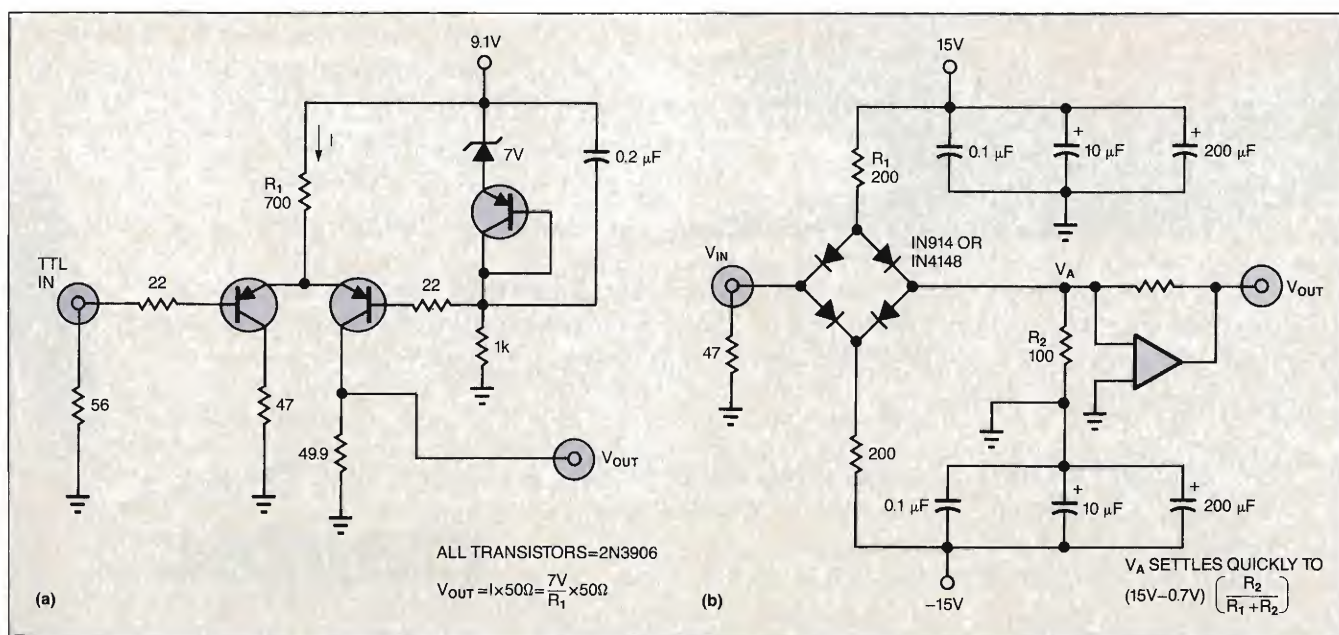 9.1V
I
R1
700
7V
0.2 µF
TTL
IN
22
22
1k
56
47
49.9
VOUT
ALL TRANSISTORS=2N3906
VOUT=I×50Ω=7V/R1×50Ω
(a)
15V
R1
200
0.1 µF
+
10 µF
+
200 µF
VIN
IN914 OR
IN4148
VA
VOUT
47
R2
100
200
0.1 µF
+
10 µF
+
200 µF
-15V
VA SETTLES QUICKLY TO
(15V-0.7V) [R2/R1+R2]
(b)